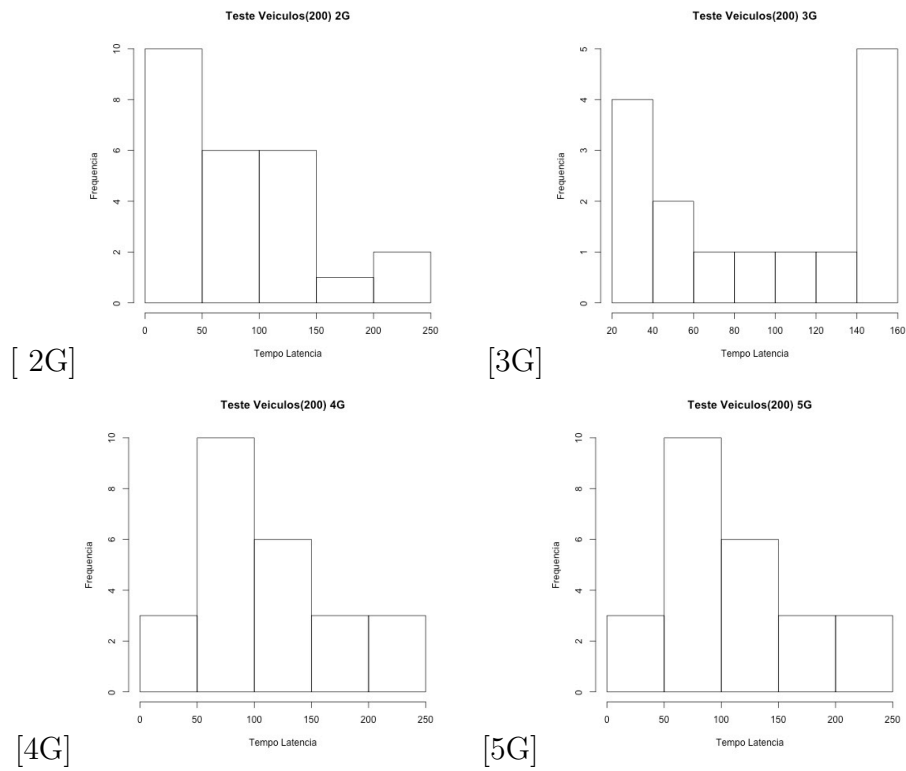 Teste Veiculos(200) 2G
Frequencia
0 2 4 6 8 10
0 50 100 150 200 250
Tempo Latencia
[ 2G]
Teste Veiculos(200) 3G
Frequencia
0 1 2 3 4 5
20 40 60 80 100 120 140 160
Tempo Latencia
[3G]
Teste Veiculos(200) 4G
Frequencia
0 2 4 6 8 10
0 50 100 150 200 250
Tempo Latencia
[4G]
Teste Veiculos(200) 5G
Frequencia
0 2 4 6 8 10
0 50 100 150 200 250
Tempo Latencia
[5G]